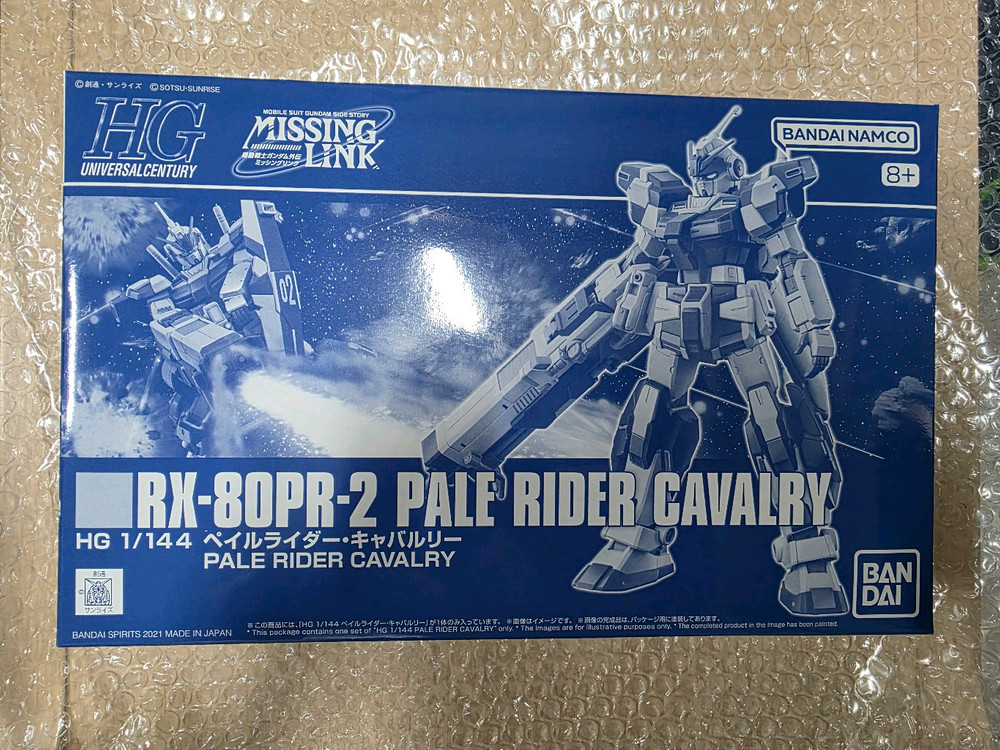 ©創通・サンライズ ©SOTSU・SUNRISE
HG
UNIVERSAL CENTURY
MOBILE SUIT GUNDAM SIDE STORY
MISSING LINK
機動戦士ガンダム外伝
ミッシングリンク
BANDAI NAMCO
8+
02
RX-80PR-2 PALE RIDER CAVALRY
HG 1/144 ペイルライダー・キャバルリー
PALE RIDER CAVALRY
創通
©
サンライズ
BAN
DAI
BANDAI SPIRITS 2021 MADE IN JAPAN
※この商品には、「HG 1/144 ペイルライダー・キャバルリー」が1体のみ入っています。 ※画像はイメージです。 ※画像の完成品は、パッケージ用に塗装してあります。
* This package contains one set of "HG 1/144 PALE RIDER CAVALRY" only. * The images are for illustrative purposes only. * The completed product in the image has been painted.